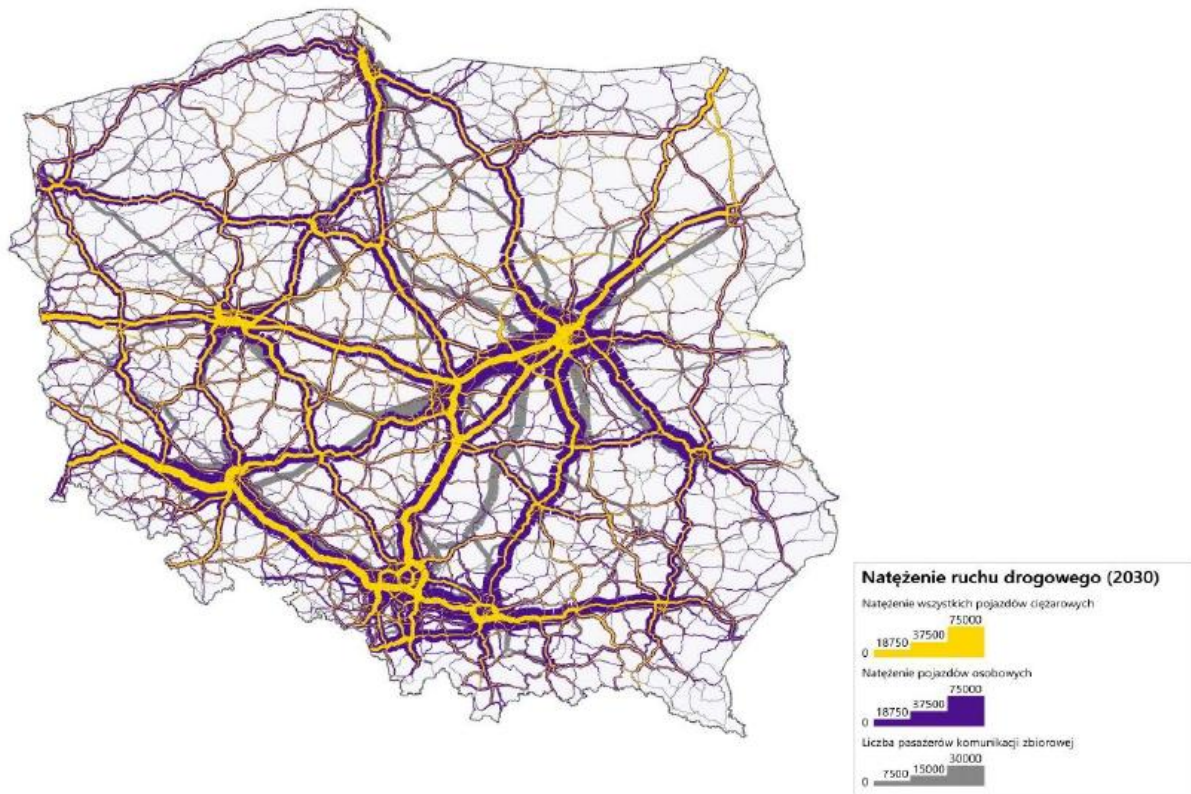 Natężenie ruchu drogowego (2030)
Natężenie wszystkich pojazdów ciężarowych
0 18750 37500 75000
Natężenie pojazdów osobowych
0 18750 37500 75000
Liczba pasażerów komunikacji zbiorowej
0 7500 15000 30000